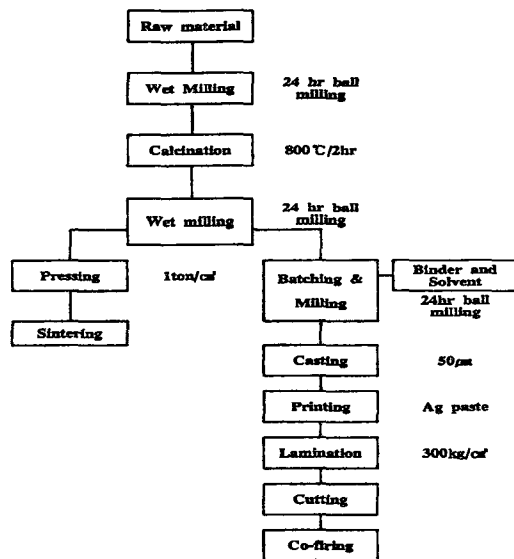 Raw material
Wet Milling
24 hr ball
milling
Calcination
800℃/2hr
Wet milling
24 hr ball
milling
Pressing
1ton/㎠
Sintering
Batching &
Milling
Binder and
Solvent
24hr ball
milling
Casting
50㎛
Printing
Ag paste
Lamination
300kg/㎠
Cutting
Co-firing